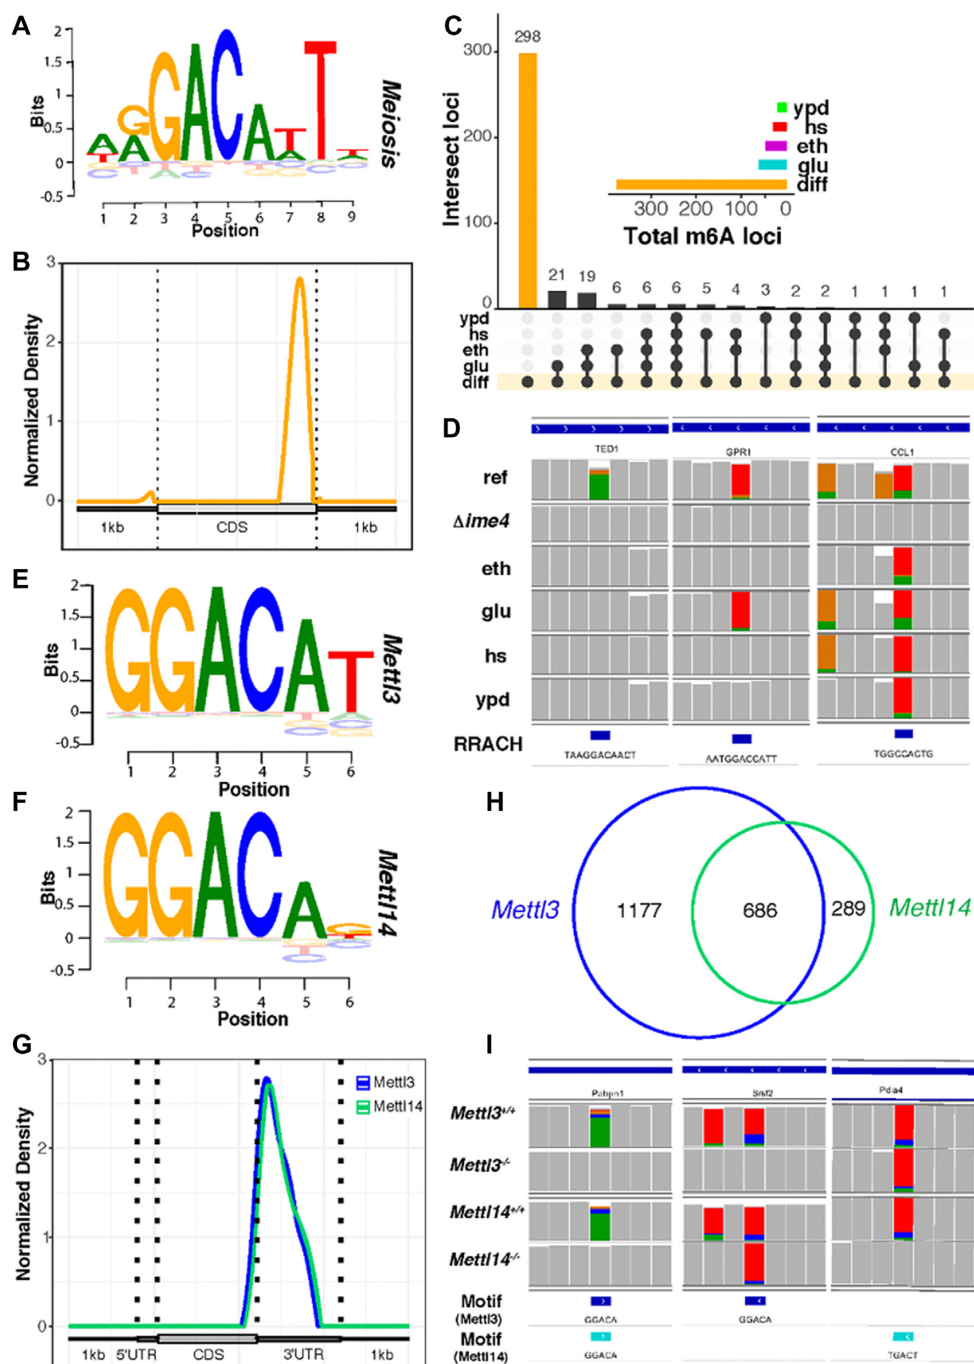 A
Bits
2
1.5
1
0.5
0
-0.5
GACATT
1 2 3 4 5 6 7 8 9
Position
Meiosis
B
Normalized Density
3
2
1
0
1kb CDS 1kb
C
Intersect loci
300
200
100
0
298 21 19 6 6 6 5 4 3 2 2 1 1 1 1
ypd
hs
eth
glu
diff
300 200 100 0
Total m6A loci
ypd
hs
eth
glu
diff
D
TED1 GPR1 CCL1
ref
Δime4
eth
glu
hs
ypd
RRACH
TAAGGACAACT AATGGACCATT TGGCCACTG
E
Bits
2
1.5
1
0.5
0
-0.5
GGACAT
1 2 3 4 5 6
Position
Mettl3
F
Bits
2
1.5
1
0.5
0
-0.5
GGACAG
1 2 3 4 5 6
Position
Mettl14
G
Normalized Density
3
2
1
0
Mettl3
Mettl14
1kb 5'UTR CDS 3'UTR 1kb
H
Mettl3 1177 686 289 Mettl14
I
Pabpn1 Srsf2 Pdia4
Mettl3+/+
Mettl3-/-
Mettl14+/+
Mettl14-/-
Motif
(Mettl3)
GGACA GGACA
Motif
(Mettl14)
GGACA TGACT